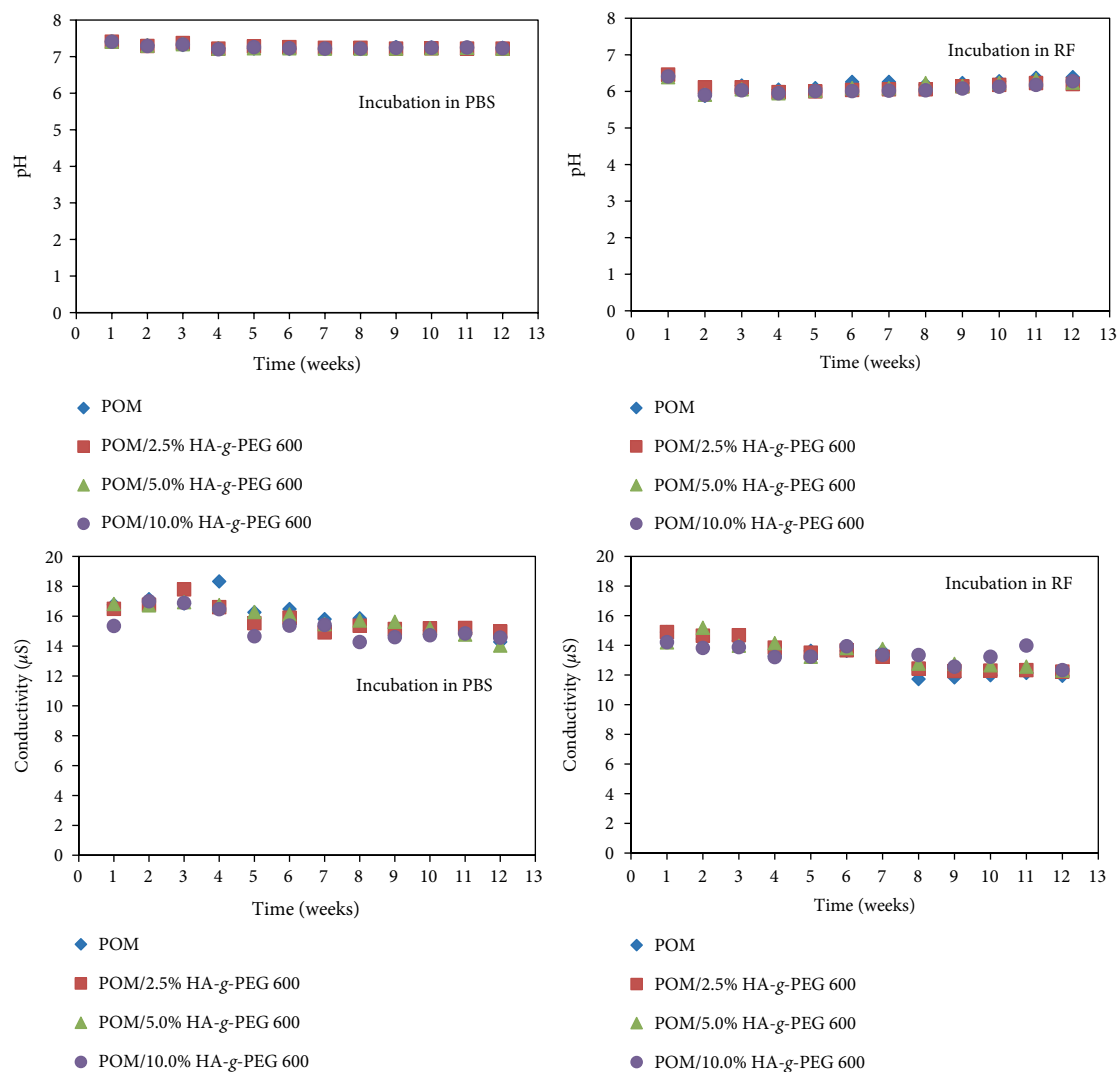 8
7
6
5
4
3
2
1
0
pH
Incubation in PBS
0 1 2 3 4 5 6 7 8 9 10 11 12 13
Time (weeks)
POM
POM/2.5% HA-g-PEG 600
POM/5.0% HA-g-PEG 600
POM/10.0% HA-g-PEG 600
8
7
6
5
4
3
2
1
0
pH
Incubation in RF
0 1 2 3 4 5 6 7 8 9 10 11 12 13
Time (weeks)
POM
POM/2.5% HA-g-PEG 600
POM/5.0% HA-g-PEG 600
POM/10.0% HA-g-PEG 600
20
18
16
14
12
10
8
6
4
2
0
Conductivity (µS)
Incubation in PBS
0 1 2 3 4 5 6 7 8 9 10 11 12 13
Time (weeks)
POM
POM/2.5% HA-g-PEG 600
POM/5.0% HA-g-PEG 600
POM/10.0% HA-g-PEG 600
20
18
16
14
12
10
8
6
4
2
0
Conductivity (µS)
Incubation in RF
0 1 2 3 4 5 6 7 8 9 10 11 12 13
Time (weeks)
POM
POM/2.5% HA-g-PEG 600
POM/5.0% HA-g-PEG 600
POM/10.0% HA-g-PEG 600